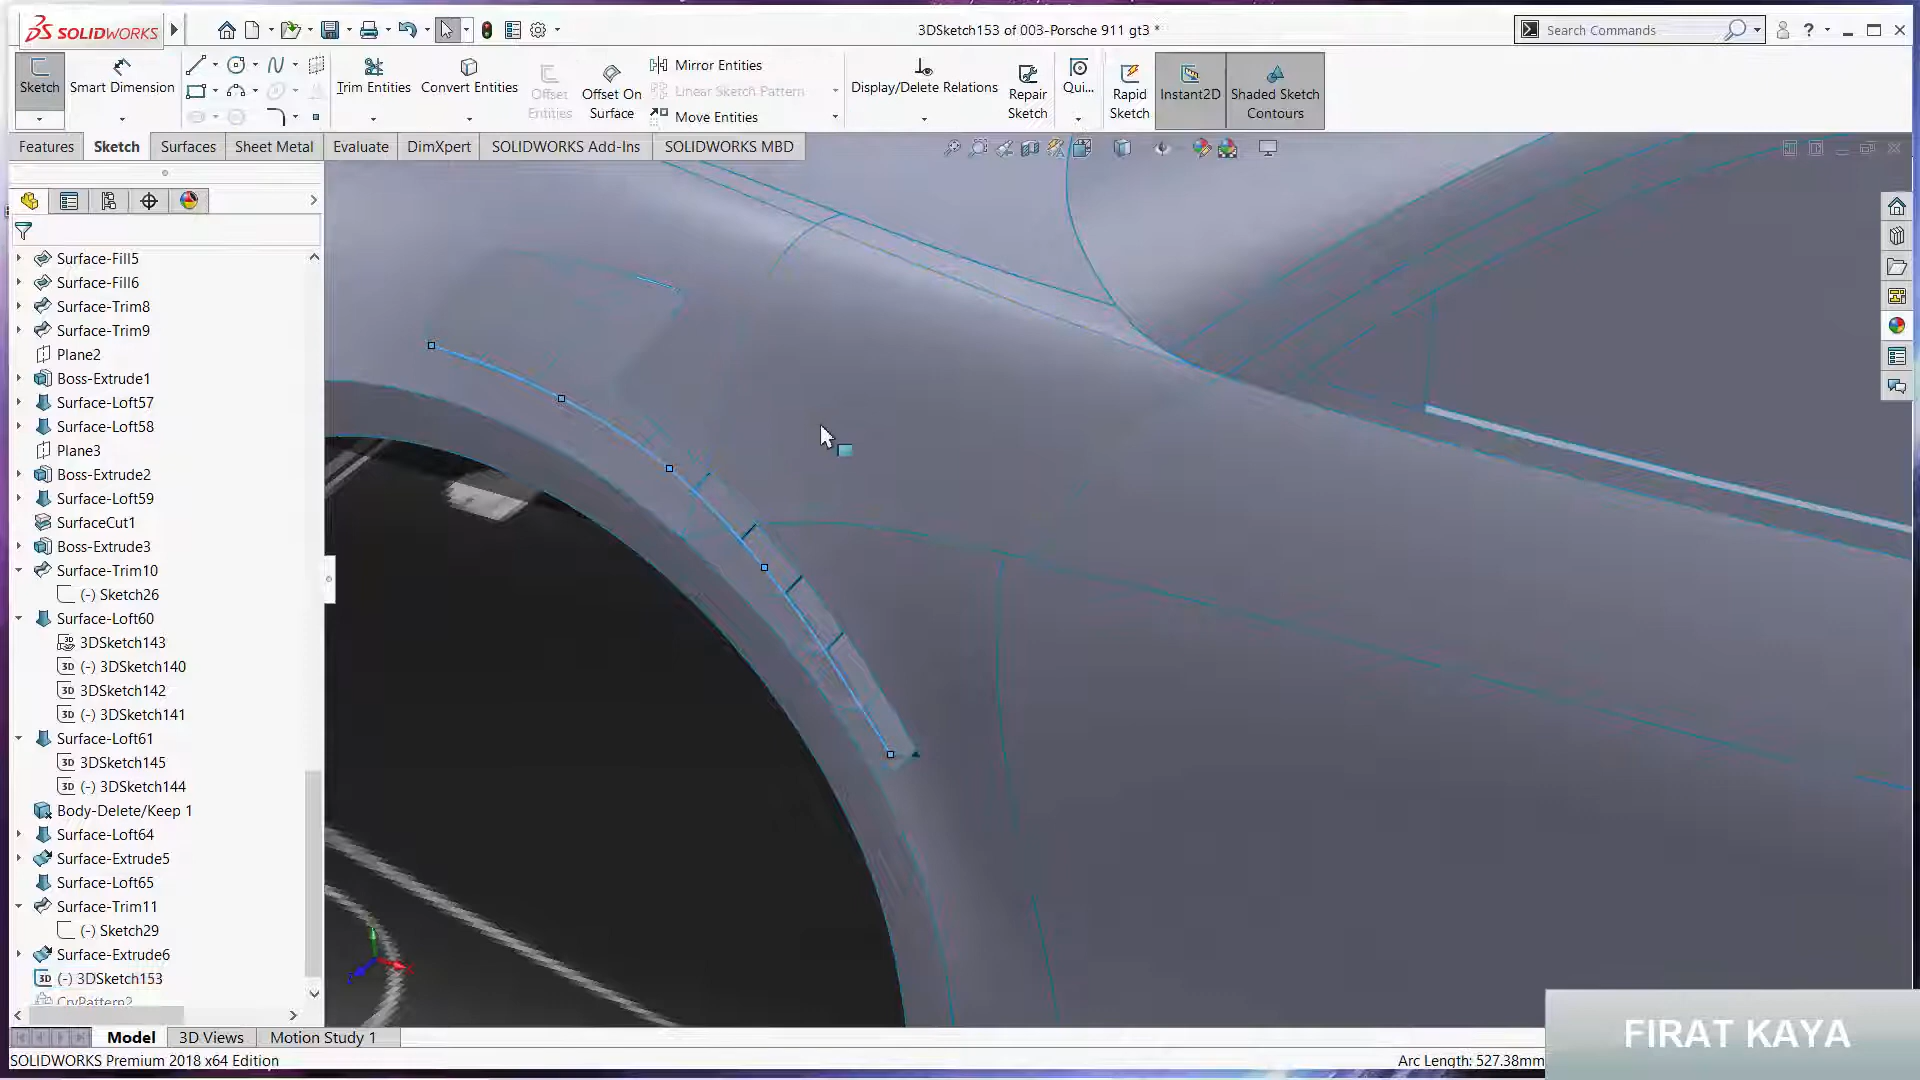 SOLIDWORKS
3DSketch153 of 003-Porsche 911 gt3 *
Search Commands
Sketch
Smart Dimension
Trim Entities
Convert Entities
Offset Entities
Offset On Surface
Mirror Entities
Linear Sketch Pattern
Move Entities
Display/Delete Relations
Repair Sketch
Qui...
Rapid Sketch
Instant2D
Shaded Sketch Contours
Features
Sketch
Surfaces
Sheet Metal
Evaluate
DimXpert
SOLIDWORKS Add-Ins
SOLIDWORKS MBD
Surface-Fill5
Surface-Fill6
Surface-Trim8
Surface-Trim9
Plane2
Boss-Extrude1
Surface-Loft57
Surface-Loft58
Plane3
Boss-Extrude2
Surface-Loft59
SurfaceCut1
Boss-Extrude3
Surface-Trim10
(-) Sketch26
Surface-Loft60
3DSketch143
3D (-) 3DSketch140
3D 3DSketch142
3D (-) 3DSketch141
Surface-Loft61
3D 3DSketch145
3D (-) 3DSketch144
Body-Delete/Keep 1
Surface-Loft64
Surface-Extrude5
Surface-Loft65
Surface-Trim11
(-) Sketch29
Surface-Extrude6
3D (-) 3DSketch153
CrvPattern2
Model
3D Views
Motion Study 1
SOLIDWORKS Premium 2018 x64 Edition
Arc Length: 527.38mm
FIRAT KAYA